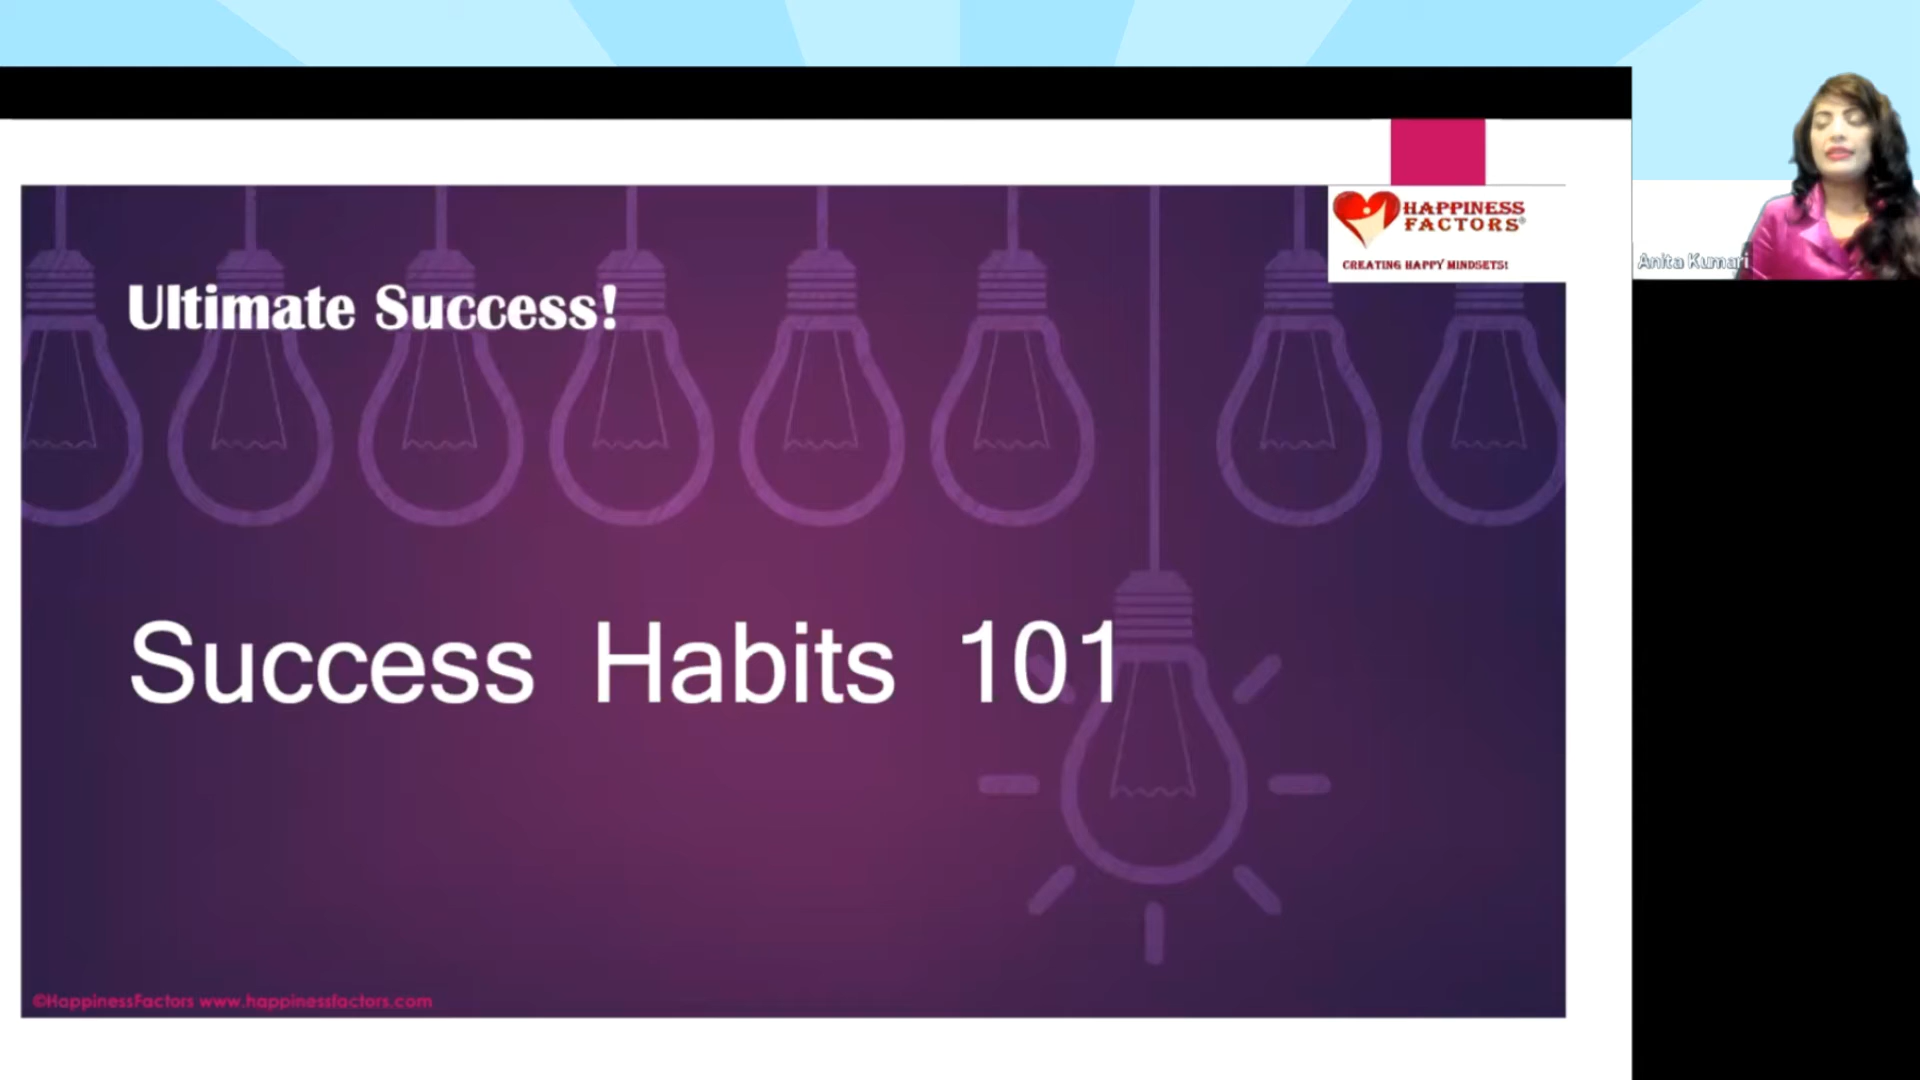 HAPPINESS
FACTORS®
CREATING HAPPY MINDSETS!
Anita Kumari
Ultimate Success!
Success Habits 101
©HappinessFactors www.happinessfactors.com